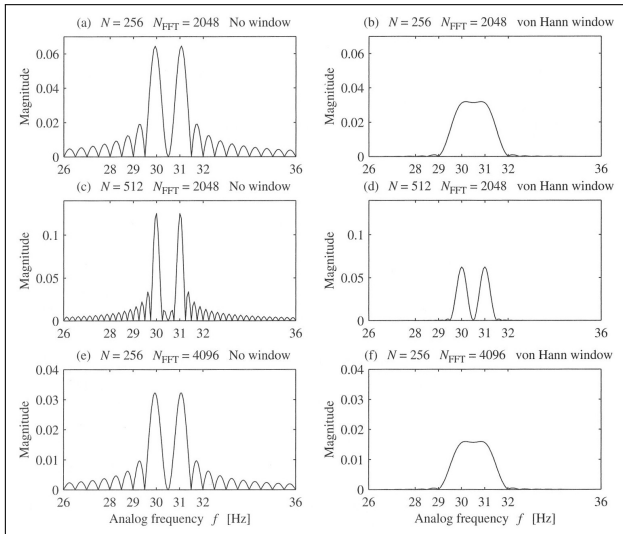 (a) N = 256 N_FFT = 2048 No window
Magnitude
0.06
0.04
0.02
0
26 29 30 31 32 36
(b) N = 256 N_FFT = 2048 von Hann window
Magnitude
0.06
0.04
0.02
0
26 29 30 31 32 36
(c) N = 512 N_FFT = 2048 No window
Magnitude
0.1
0.05
0
26 29 30 31 32 36
(d) N = 512 N_FFT = 2048 von Hann window
Magnitude
0.1
0.05
0
26 29 30 31 32 36
(e) N = 256 N_FFT = 4096 No window
Magnitude
0.04
0.03
0.02
0.01
0
26 29 30 31 32 36
Analog frequency f [Hz]
(f) N = 256 N_FFT = 4096 von Hann window
Magnitude
0.04
0.03
0.02
0.01
0
26 29 30 31 32 36
Analog frequency f [Hz]